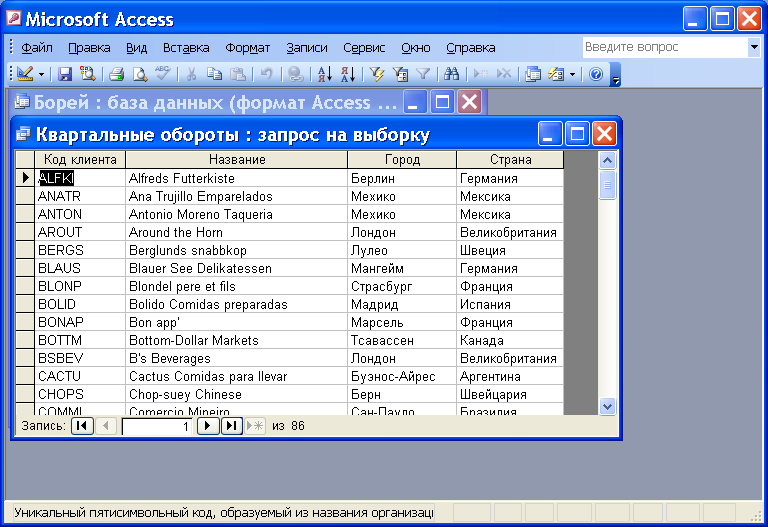 Microsoft Access
Файл Правка Вид Вставка Формат Записи Сервис Окно Справка Введите вопрос
Борей : база данных (формат Access ...
Квартальные обороты : запрос на выборку
Код клиента Название Город Страна
ALFKI Alfreds Futterkiste Берлин Германия
ANATR Ana Trujillo Emparelados Мехико Мексика
ANTON Antonio Moreno Taqueria Мехико Мексика
AROUT Around the Horn Лондон Великобритания
BERGS Berglunds snabbkop Лулео Швеция
BLAUS Blauer See Delikatessen Мангейм Германия
BLONP Blondel pere et fils Страсбург Франция
BOLID Bolido Comidas preparadas Мадрид Испания
BONAP Bon app' Марсель Франция
BOTTM Bottom-Dollar Markets Тсавассен Канада
BSBEV B's Beverages Лондон Великобритания
CACTU Cactus Comidas para llevar Буэнос-Айрес Аргентина
CHOPS Chop-suey Chinese Берн Швейцария
COMMI Comercio Mineiro Сан-Пауло Бразилия
Запись: 1 из 86
Уникальный пятисимвольный код, образуемый из названия организаці